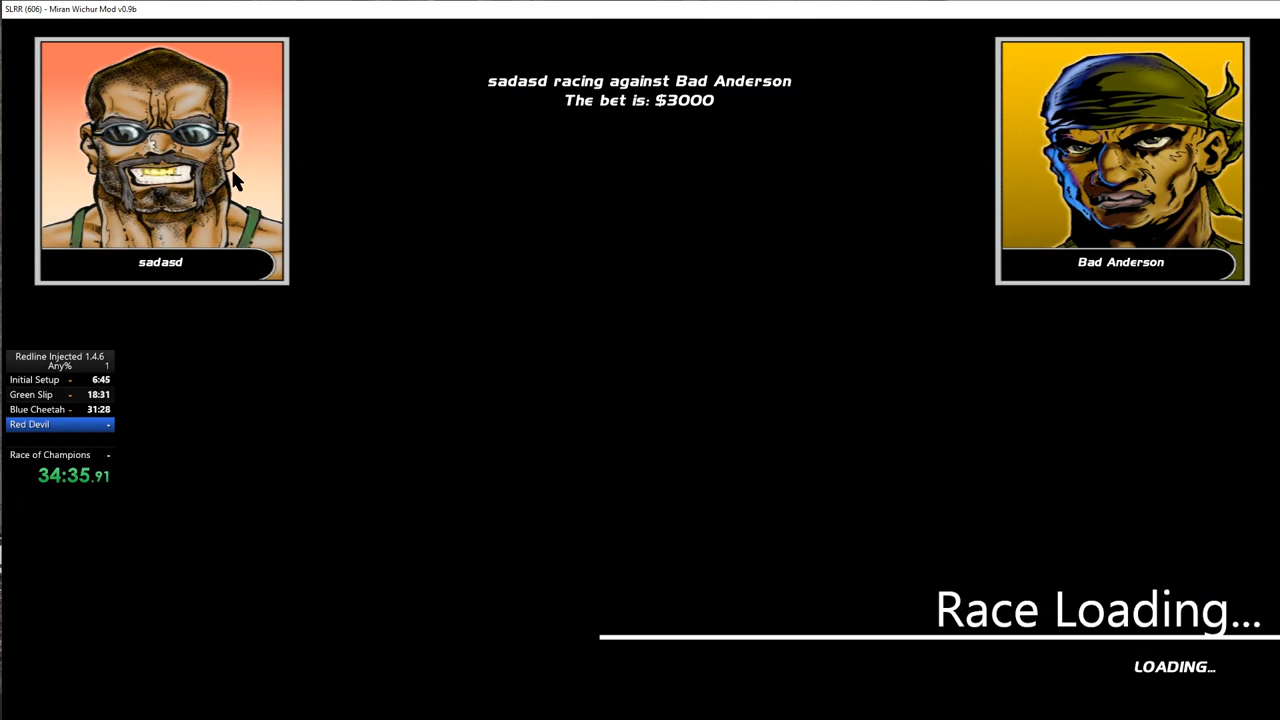 SLRR (606) - Miran Wichur Mod v0.9b
sadasd racing against Bad Anderson
The bet is: $3000
sadasd
Bad Anderson
Redline Injected 1.4.6
Any% 1
Initial Setup - 6:45
Green Slip - 18:31
Blue Cheetah - 31:28
Red Devil -
Race of Champions -
34:35.91
Race Loading...
LOADING...